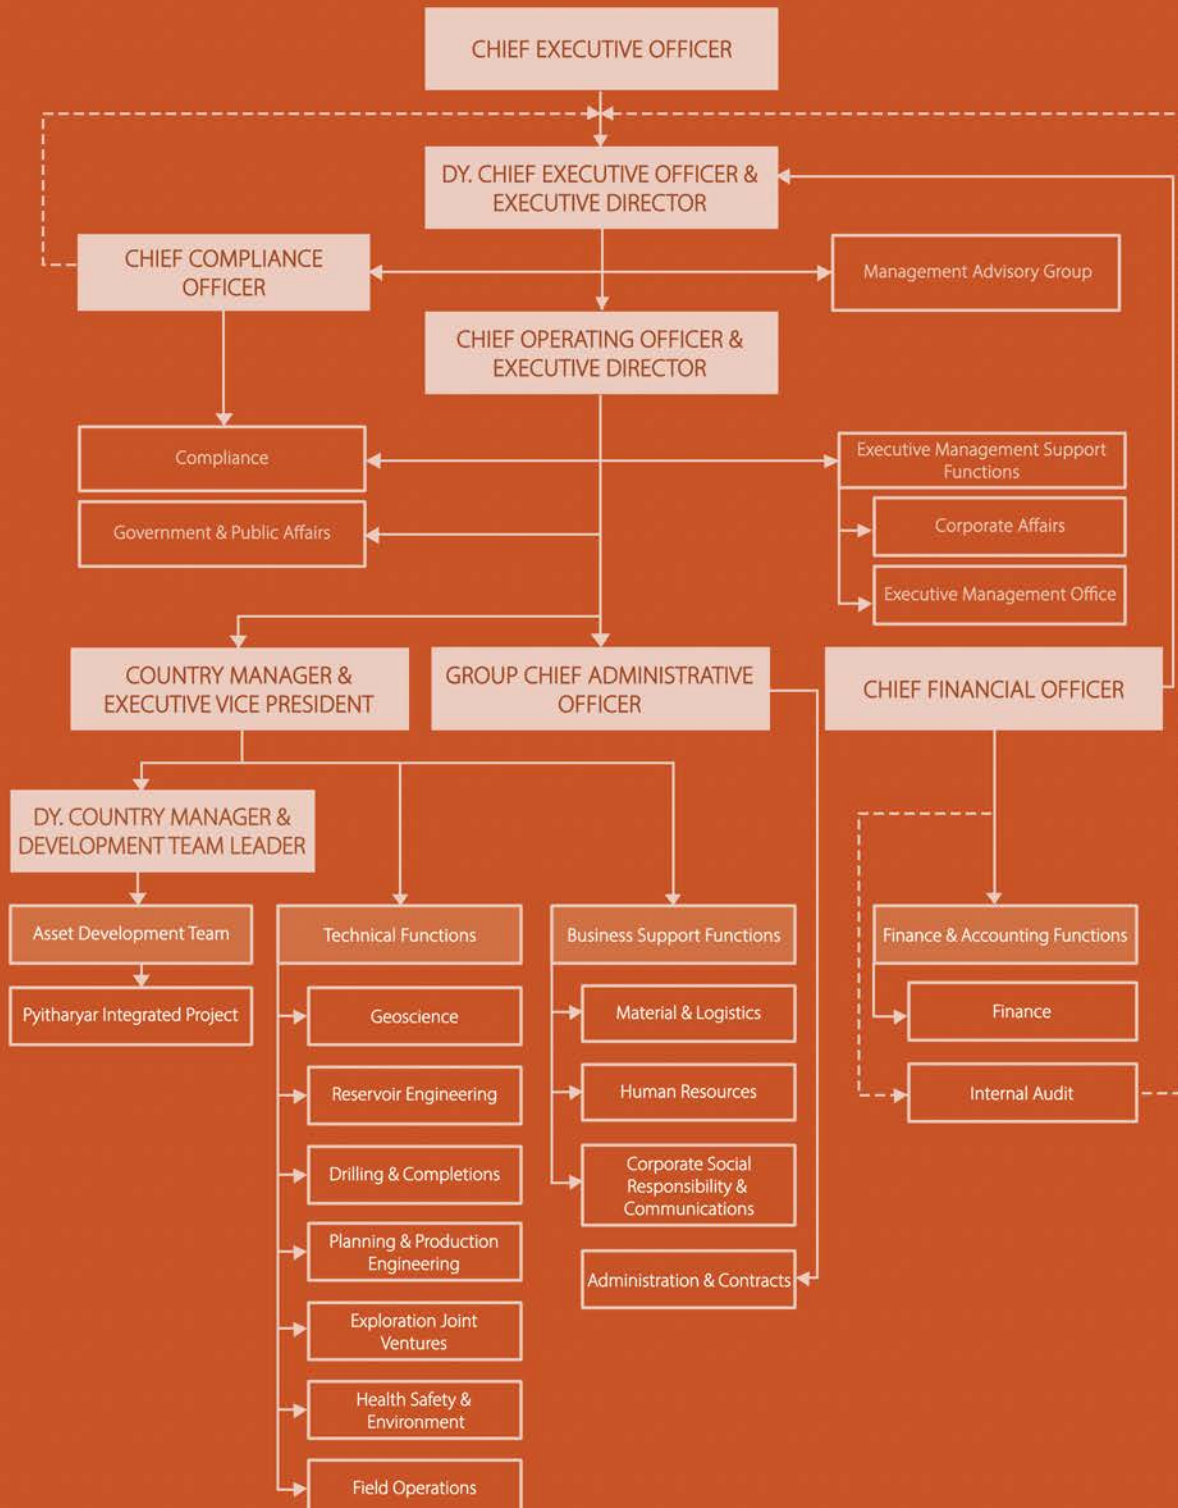 CHIEF EXECUTIVE OFFICER
DY. CHIEF EXECUTIVE OFFICER &
EXECUTIVE DIRECTOR
CHIEF COMPLIANCE
OFFICER
Management Advisory Group
CHIEF OPERATING OFFICER &
EXECUTIVE DIRECTOR
Compliance
Executive Management Support
Functions
Government & Public Affairs
Corporate Affairs
Executive Management Office
COUNTRY MANAGER &
EXECUTIVE VICE PRESIDENT
GROUP CHIEF ADMINISTRATIVE
OFFICER
CHIEF FINANCIAL OFFICER
DY. COUNTRY MANAGER &
DEVELOPMENT TEAM LEADER
Asset Development Team
Pyitharyar Integrated Project
Technical Functions
Geoscience
Reservoir Engineering
Drilling & Completions
Planning & Production
Engineering
Exploration Joint
Ventures
Health Safety &
Environment
Field Operations
Business Support Functions
Material & Logistics
Human Resources
Corporate Social
Responsibility &
Communications
Administration & Contracts
Finance & Accounting Functions
Finance
Internal Audit